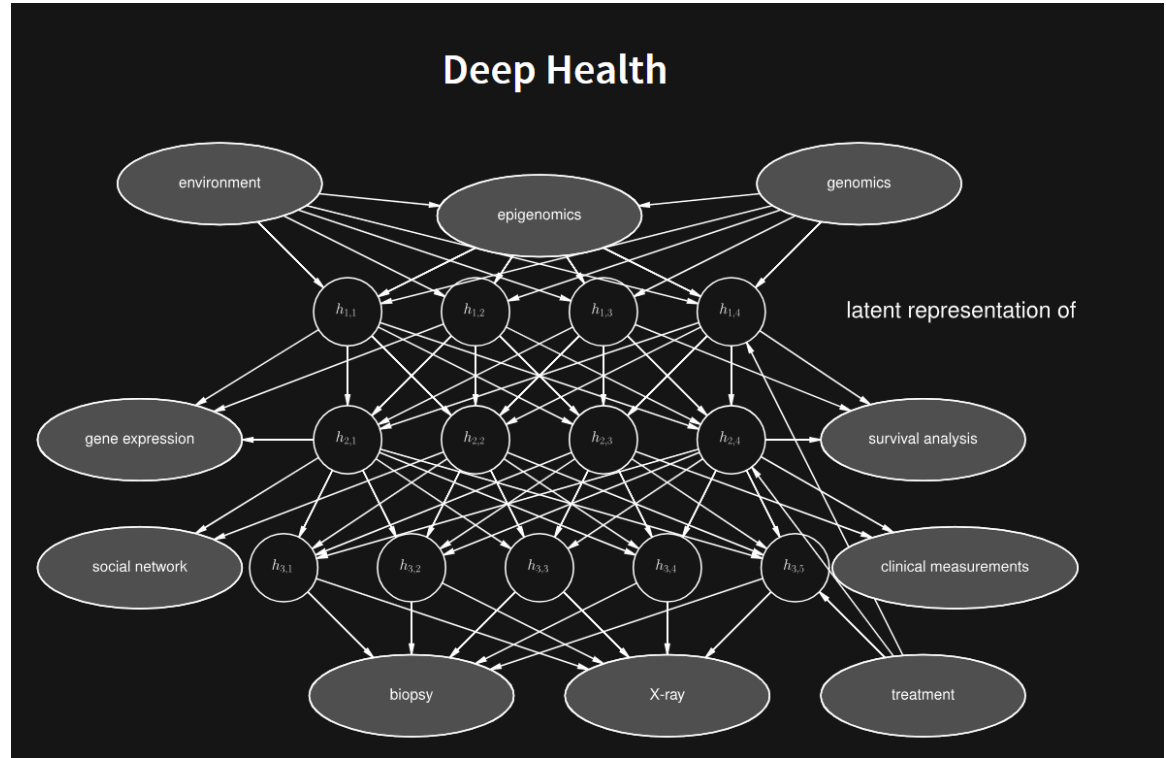 Deep Health
environment
epigenomics
genomics
h1,1
h1,2
h1,3
h1,4
latent representation of
gene expression
h2,1
h2,2
h2,3
h2,4
survival analysis
social network
h3,1
h3,2
h3,3
h3,4
h3,5
clinical measurements
biopsy
X-ray
treatment